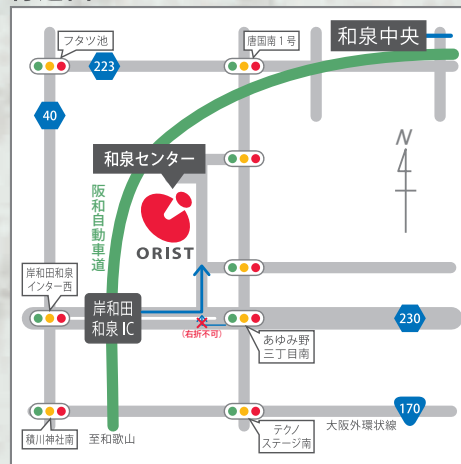 フタツ池
223
唐国南1号
和泉中央
40
和泉センター
N
阪和自動車道
ORIST
岸和田和泉
インター西
岸和田
和泉IC
(右折不可)
あゆみ野
三丁目南
230
170
大阪外環状線
積川神社南
至和歌山
テクノ
ステージ南